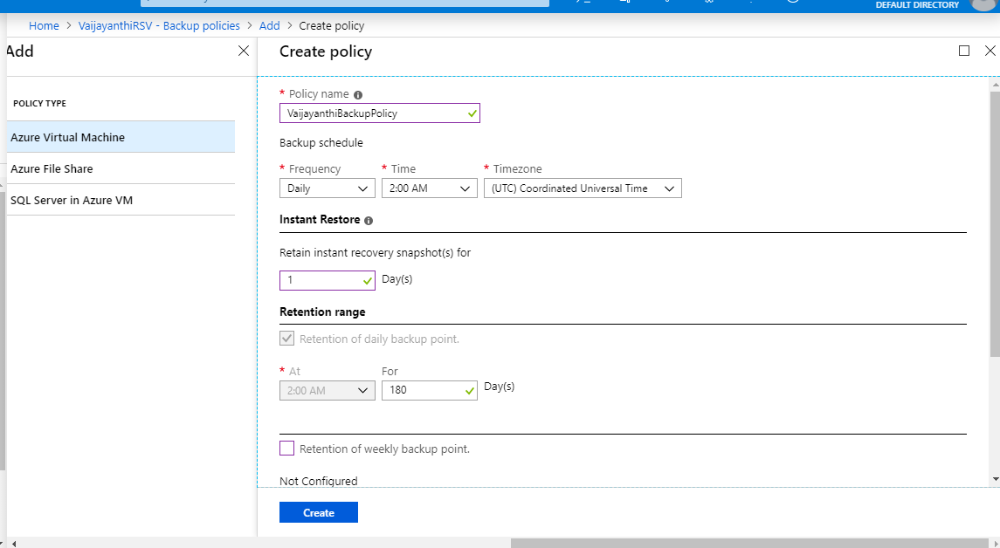 DEFAULT DIRECTORY
Home > VaijayanthiRSV - Backup policies > Add > Create policy
Add
POLICY TYPE
Azure Virtual Machine
Azure File Share
SQL Server in Azure VM
Create policy
* Policy name
VaijayanthiBackupPolicy
Backup schedule
* Frequency * Time * Timezone
Daily 2:00 AM (UTC) Coordinated Universal Time
Instant Restore
Retain instant recovery snapshot(s) for
1 Day(s)
Retention range
Retention of daily backup point.
* At For
2:00 AM 180 Day(s)
Retention of weekly backup point.
Not Configured
Create